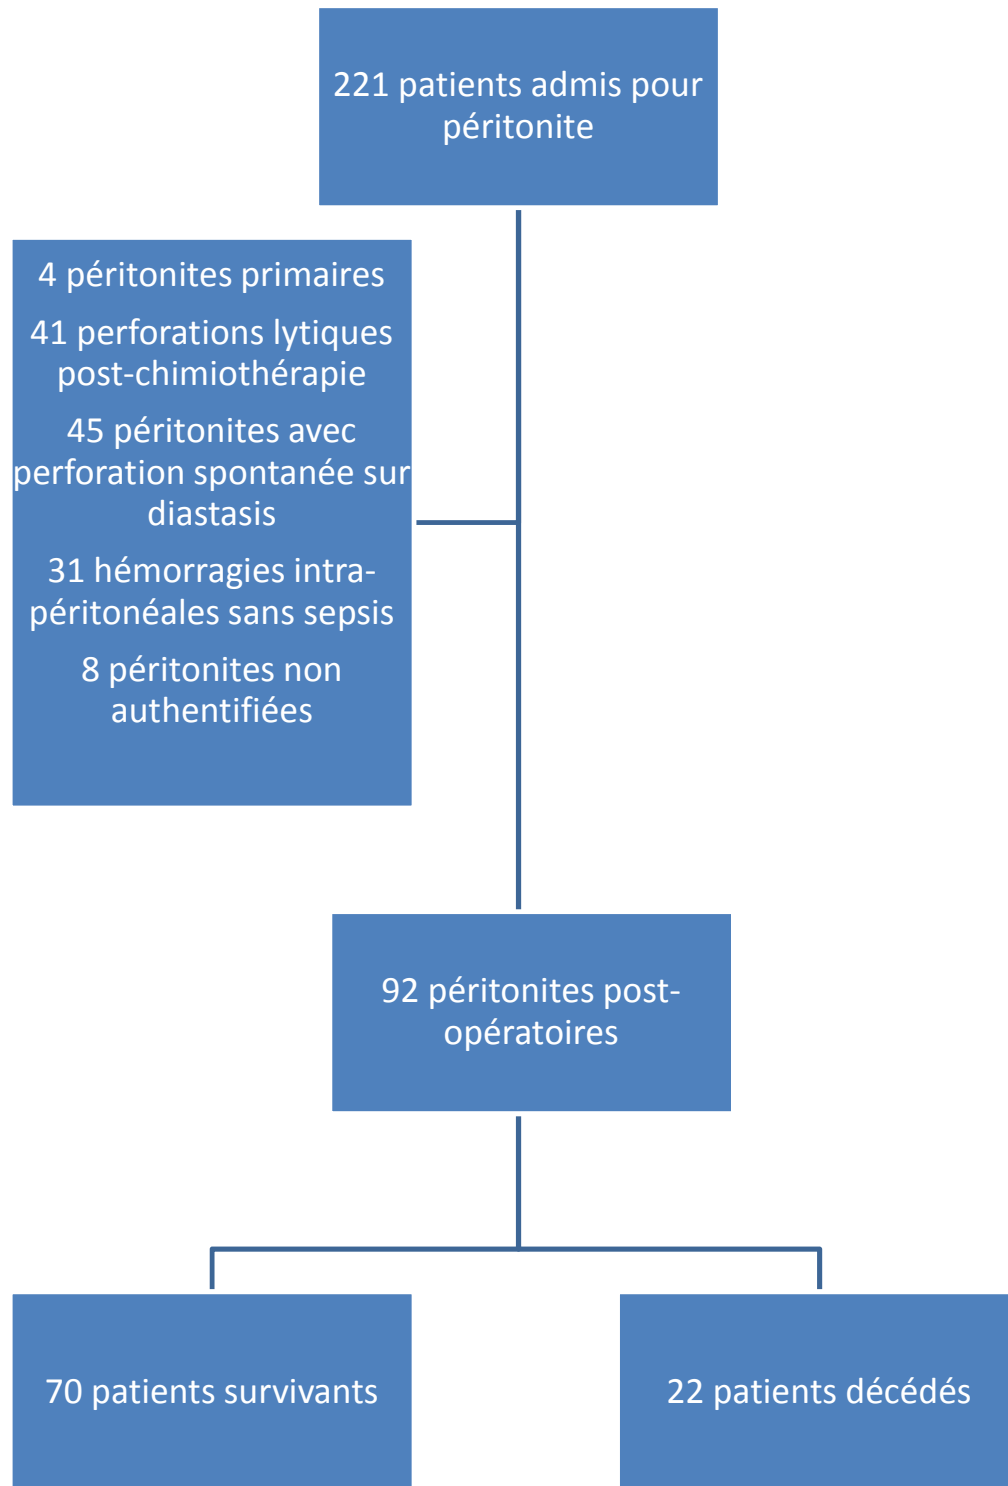 221 patients admis pour
péritonite
4 péritonites primaires
41 perforations lytiques
post-chimiothérapie
45 péritonites avec
perforation spontanée sur
diastasis
31 hémorragies intra-
péritonéales sans sepsis
8 péritonites non
authentifiées
92 péritonites post-
opératoires
70 patients survivants
22 patients décédés